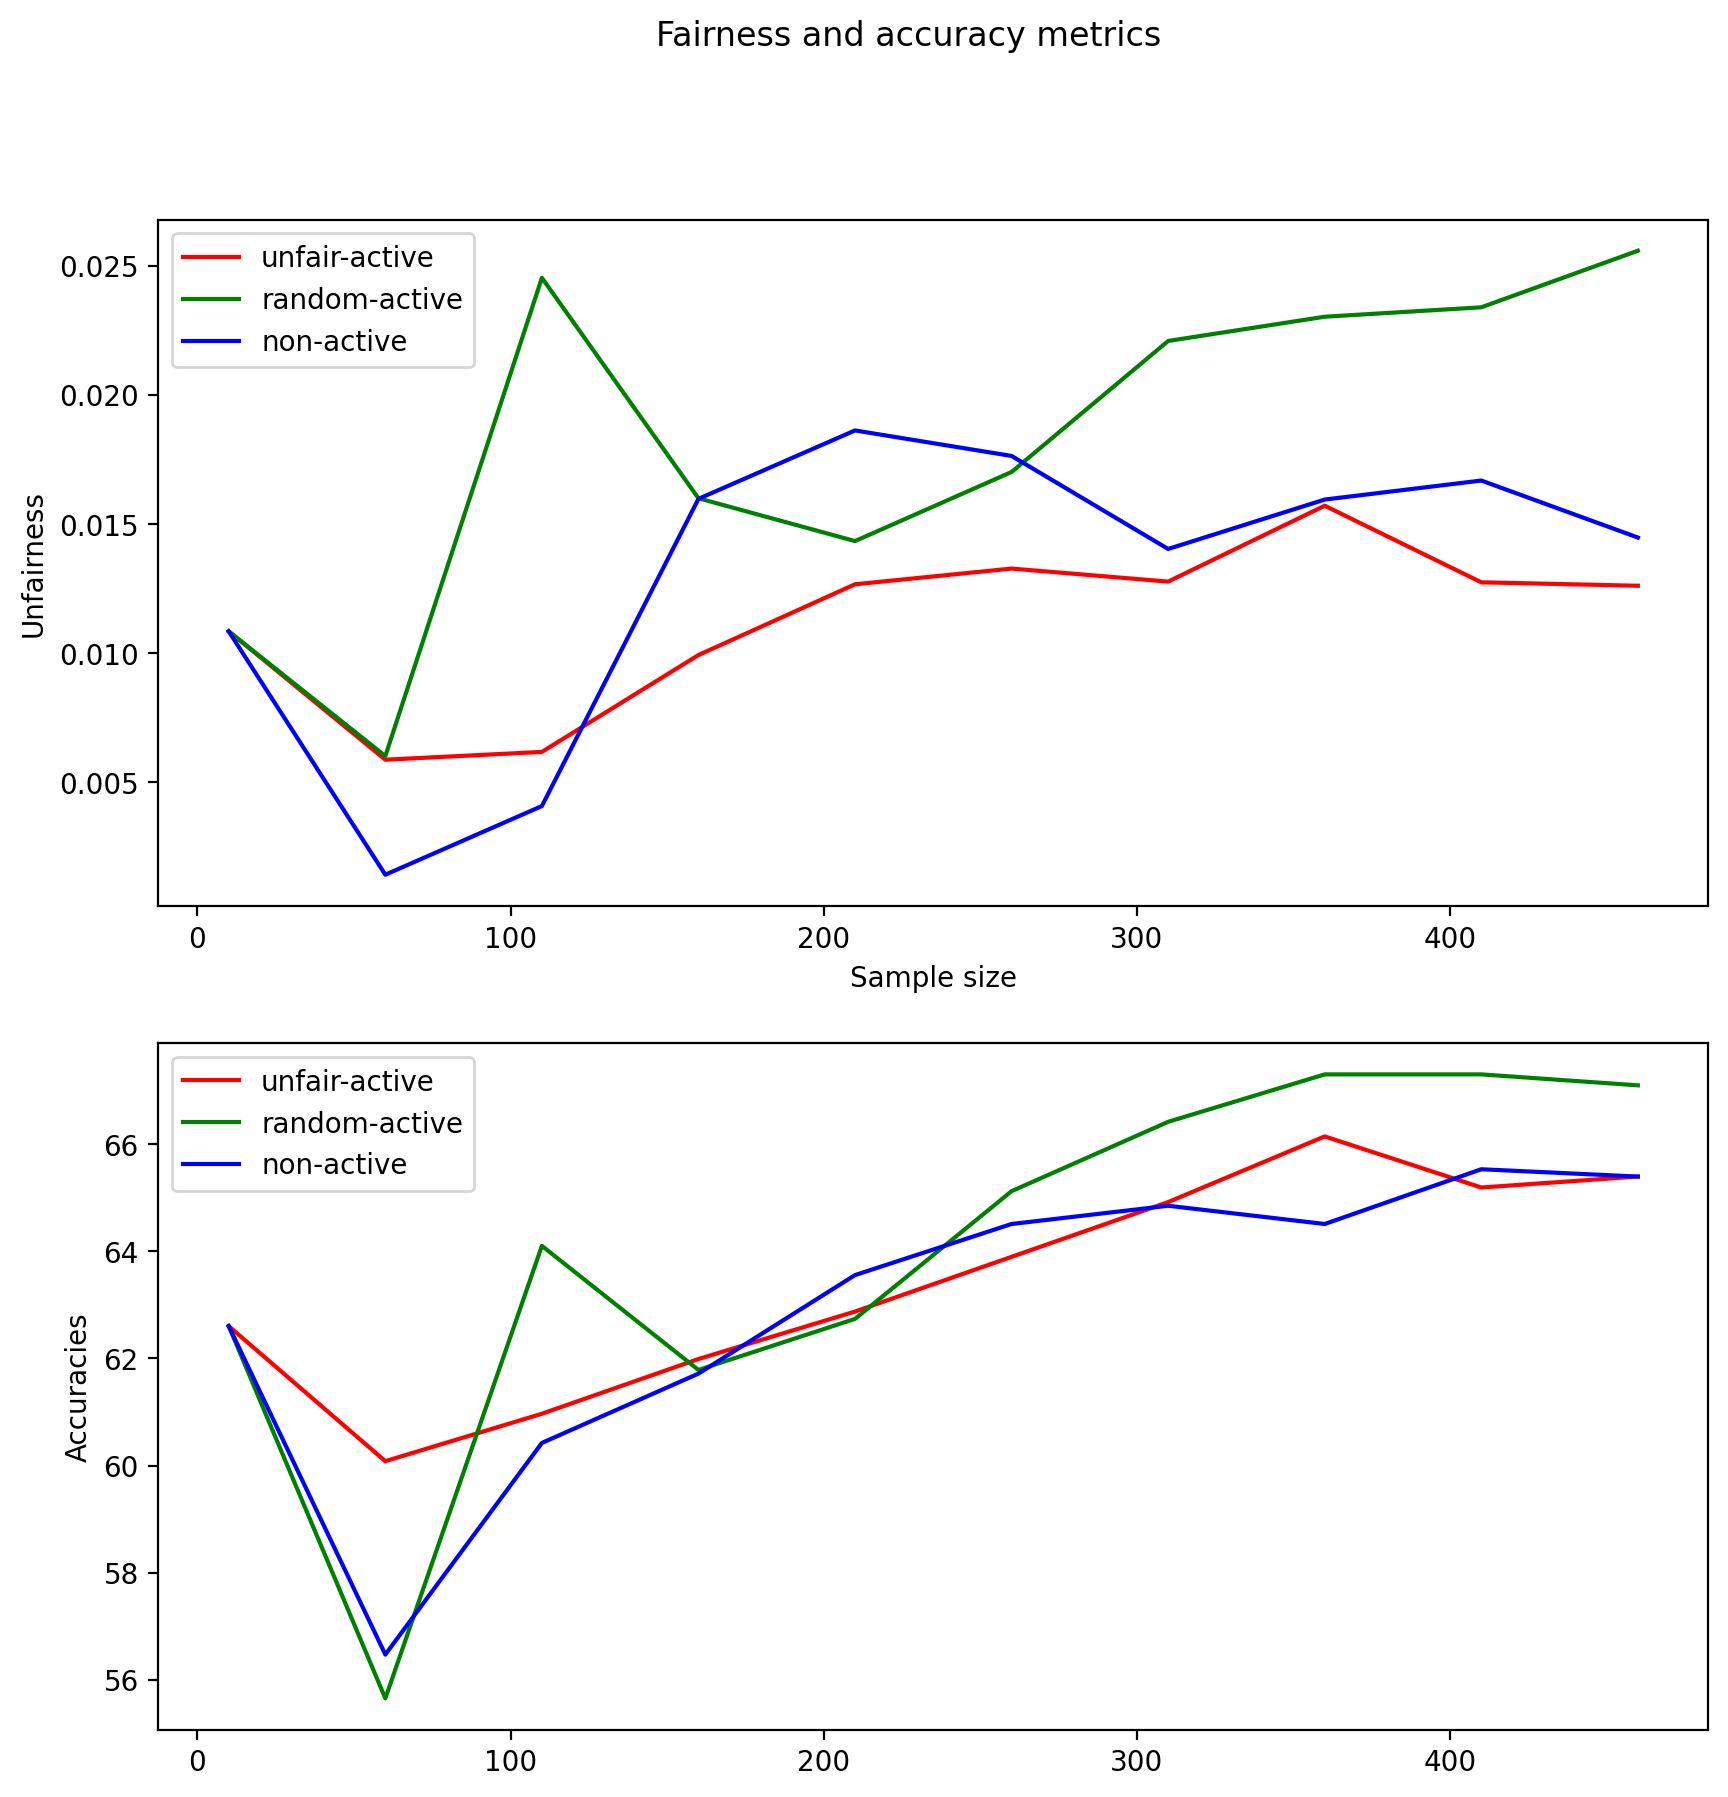 Fairness and accuracy metrics
unfair-active
random-active
non-active
0.025
0.020
0.015
0.010
0.005
Unfairness
0 100 200 300 400
Sample size
unfair-active
random-active
non-active
66
64
62
60
58
56
Accuracies
0 100 200 300 400